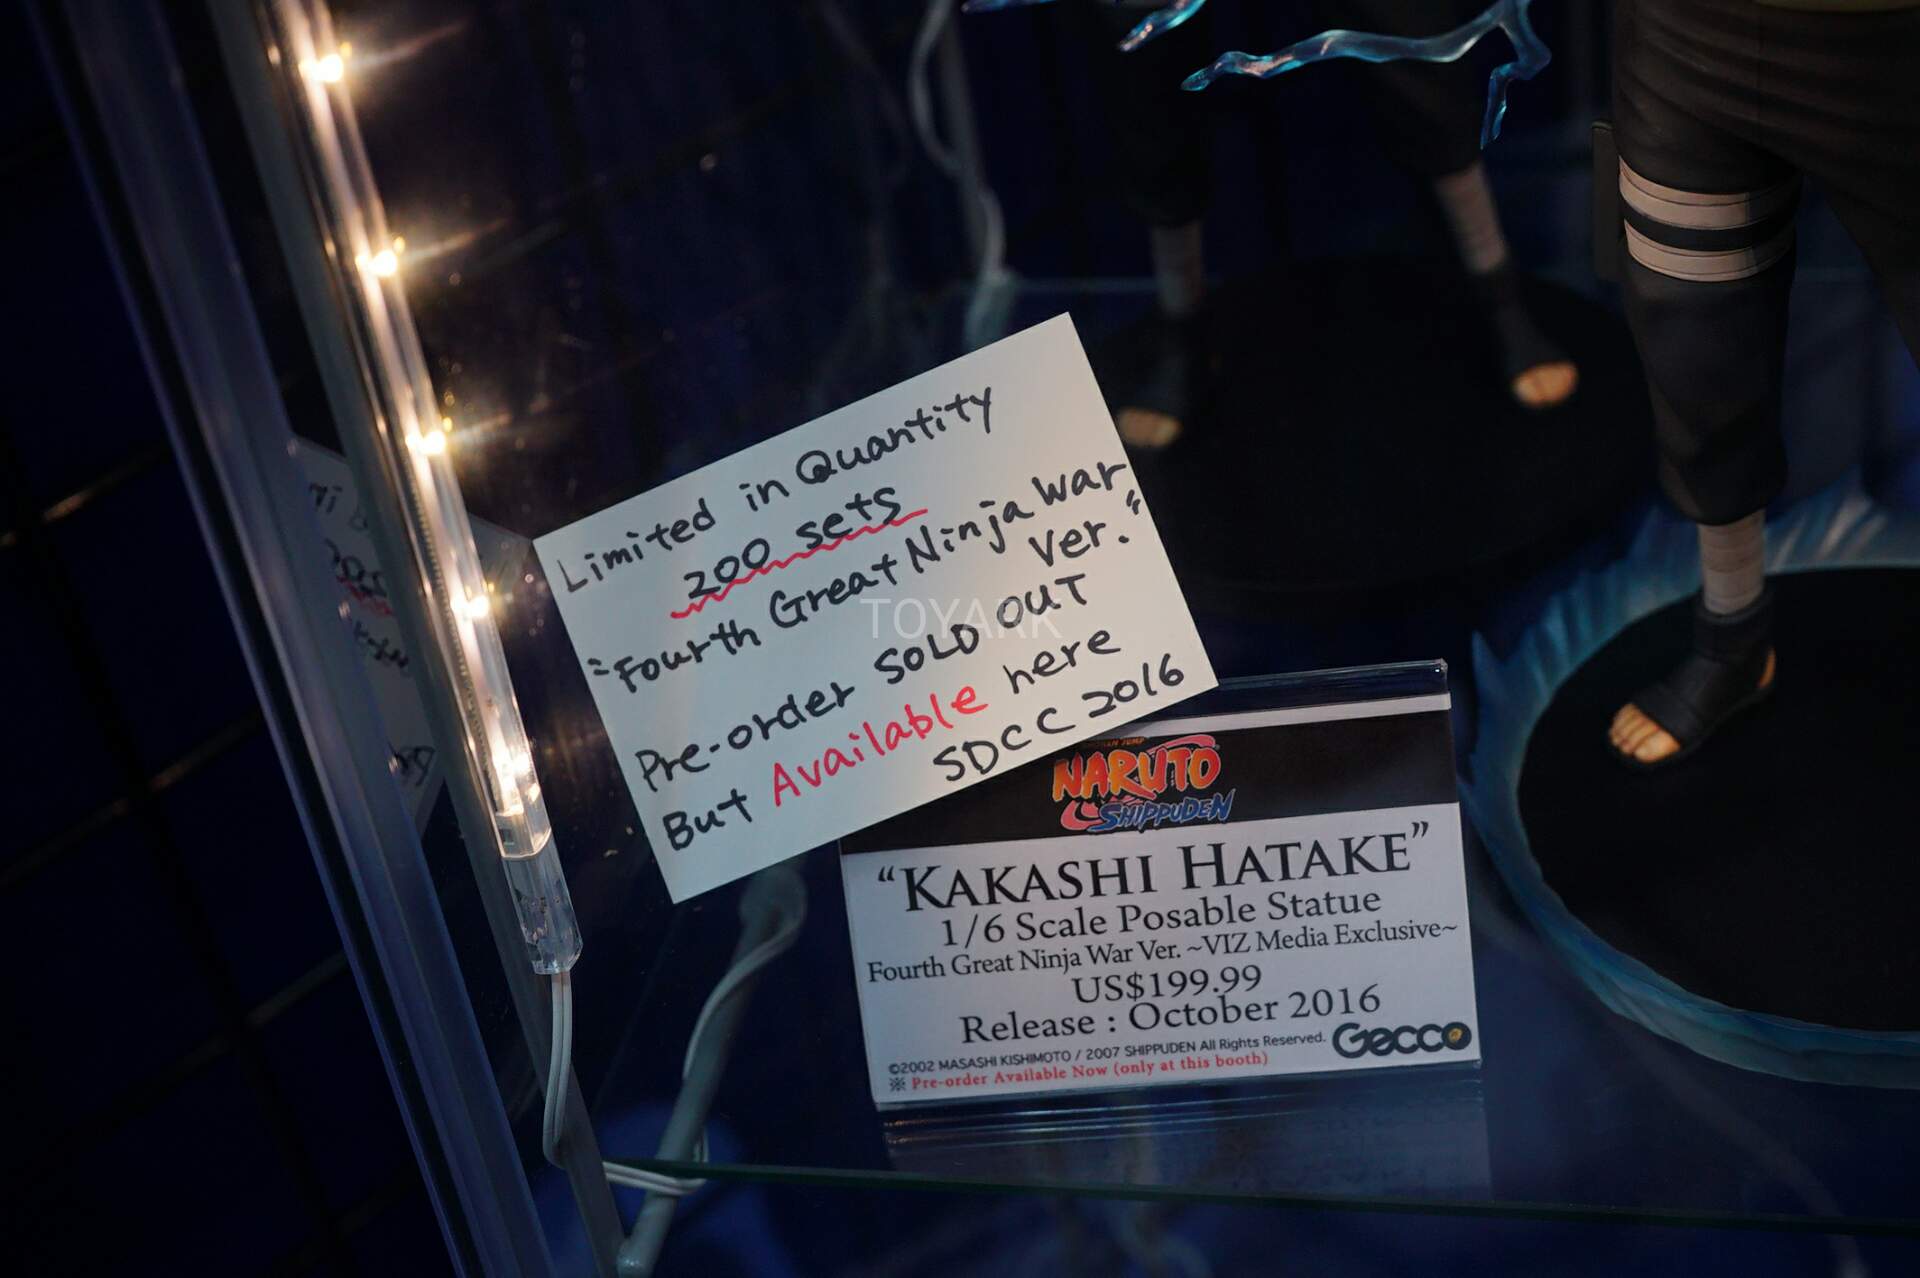 Limited in Quantity
200 sets
"Fourth Great Ninja War
Ver."
Pre-order SOLD OUT
But Available here
SDCC 2016
TOYARK
NARUTO
SHIPPUDEN
“KAKASHI HATAKE”
1/6 Scale Posable Statue
Fourth Great Ninja War Ver. ~VIZ Media Exclusive~
US$199.99
Release : October 2016
©2002 MASASHI KISHIMOTO / 2007 SHIPPUDEN All Rights Reserved.
Gecco
※ Pre-order Available Now (only at this booth)